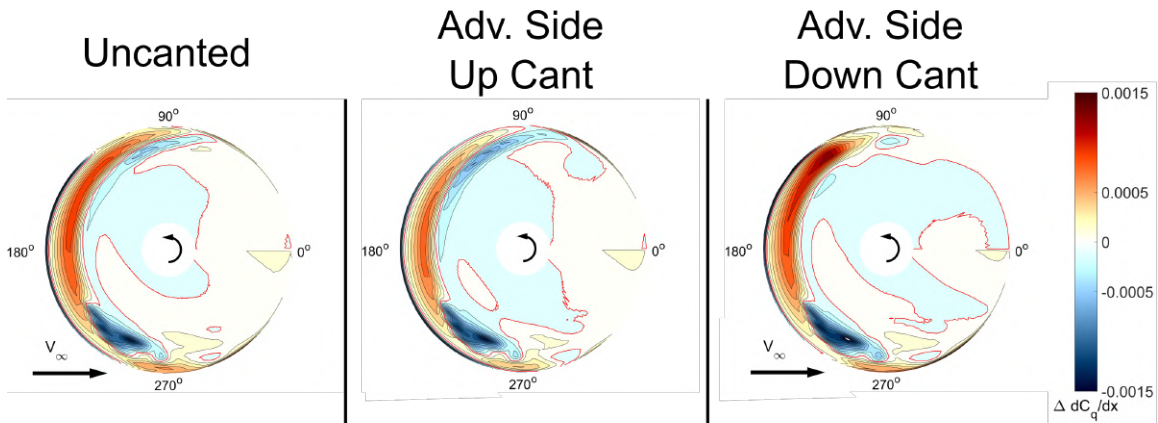 Uncanted
Adv. Side
Up Cant
Adv. Side
Down Cant
90°
180°
0°
270°
V∞
90°
180°
0°
270°
90°
180°
0°
270°
V∞
0.0015
0.0005
0
-0.0005
-0.0015
Δ dCq/dx